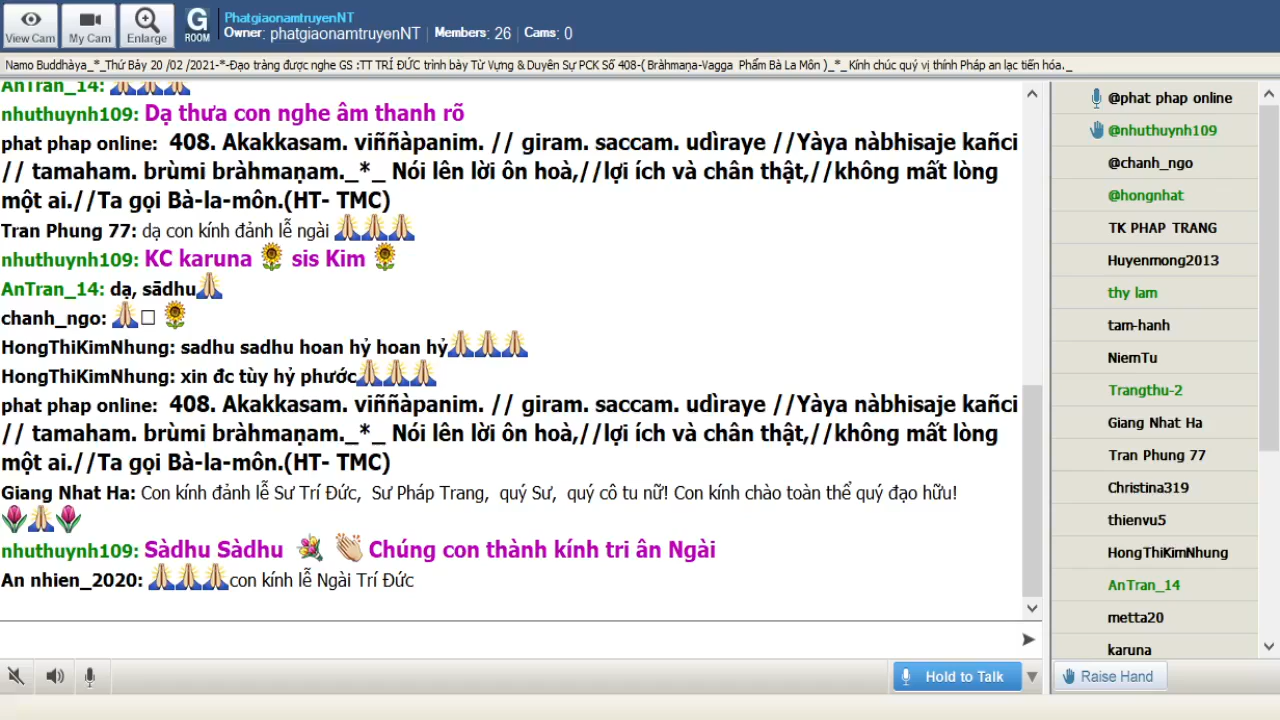 View Cam
My Cam
Enlarge
G
ROOM
PhatgiaonamtruyenNT
Owner: phatgiaonamtruyenNT | Members: 26 | Cams: 0
Namo Buddhàya_*_Thứ Bảy 20 /02 /2021-*-Đạo tràng được nghe GS :TT TRÍ ĐỨC trình bày Từ Vựng & Duyên Sự PCK Số 408-( Bràhmaṇa-Vagga Phẩm Bà La Môn )_*_ Kính chúc quý vị thính Pháp an lạc tiến hóa._
AnTran_14:
nhuthuynh109: Dạ thưa con nghe âm thanh rõ
phat phap online: 408. Akakkasam. viññàpanim. // giram. saccam. udìraye //Yàya nàbhisaje kañci
// tamaham. brùmi bràhmaṇam._*_ Nói lên lời ôn hoà,//lợi ích và chân thật,//không mất lòng
một ai.//Ta gọi Bà-la-môn.(HT- TMC)
Tran Phung 77: dạ con kính đảnh lễ ngài
nhuthuynh109: KC karuna sis Kim
AnTran_14: dạ, sādhu
chanh_ngo:
HongThiKimNhung: sadhu sadhu hoan hỷ hoan hỷ
HongThiKimNhung: xin đc tùy hỷ phước
phat phap online: 408. Akakkasam. viññàpanim. // giram. saccam. udìraye //Yàya nàbhisaje kañci
// tamaham. brùmi bràhmaṇam._*_ Nói lên lời ôn hoà,//lợi ích và chân thật,//không mất lòng
một ai.//Ta gọi Bà-la-môn.(HT- TMC)
Giang Nhat Ha: Con kính đảnh lễ Sư Trí Đức, Sư Pháp Trang, quý Sư, quý cô tu nữ! Con kính chào toàn thể quý đạo hữu!
nhuthuynh109: Sàdhu Sàdhu Chúng con thành kính tri ân Ngài
An nhien_2020: con kính lễ Ngài Trí Đức
@phat phap online
@nhuthuynh109
@chanh_ngo
@hongnhat
TK PHAP TRANG
Huyenmong2013
thy lam
tam-hanh
NiemTu
Trangthu-2
Giang Nhat Ha
Tran Phung 77
Christina319
thienvu5
HongThiKimNhung
AnTran_14
metta20
karuna
Hold to Talk
Raise Hand